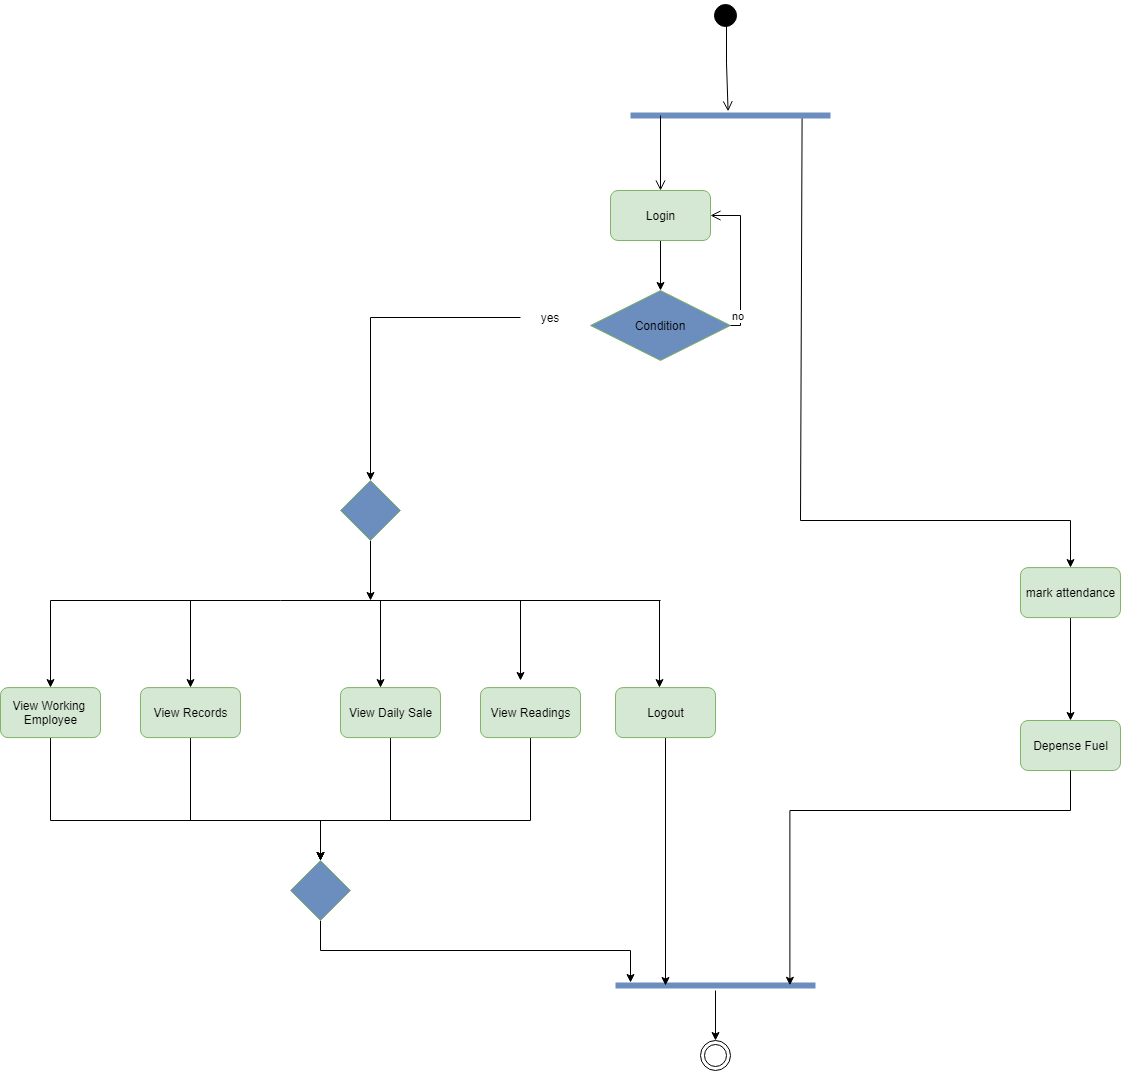 Login
no
yes
Condition
mark attendance
View Working
Employee
View Records
View Daily Sale
View Readings
Logout
Depense Fuel